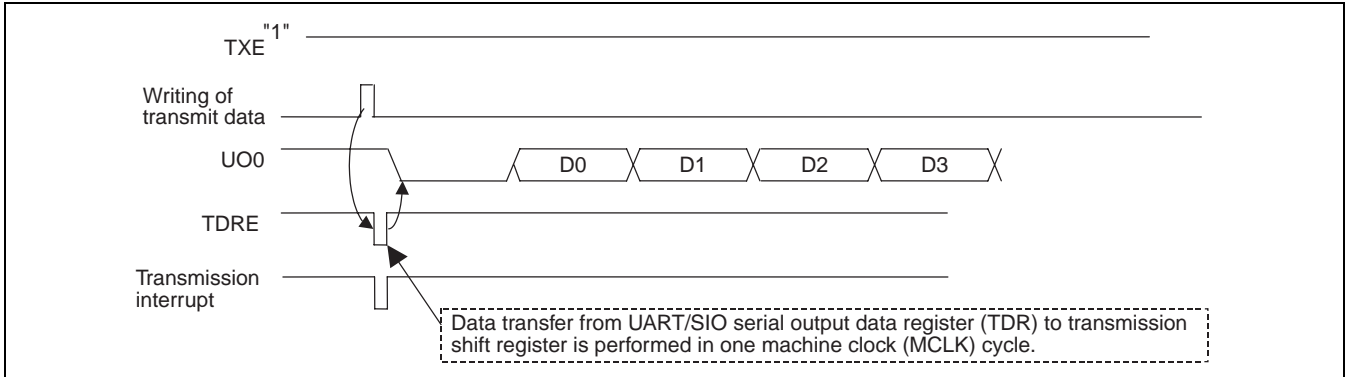 TXE "1"
Writing of
transmit data
UO0
D0 D1 D2 D3
TDRE
Transmission
interrupt
Data transfer from UART/SIO serial output data register (TDR) to transmission
shift register is performed in one machine clock (MCLK) cycle.